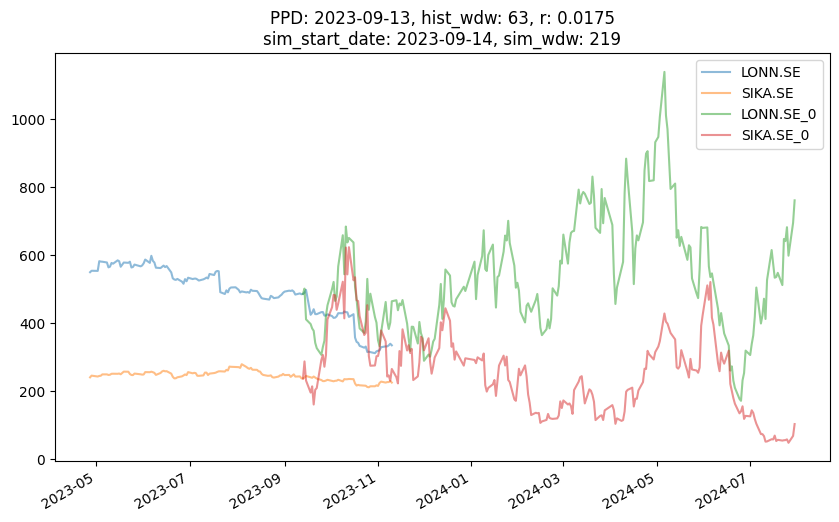 PPD: 2023-09-13, hist_wdw: 63, r: 0.0175
sim_start_date: 2023-09-14, sim_wdw: 219
LONN.SE
SIKA.SE
LONN.SE_0
SIKA.SE_0
1000
800
600
400
200
0
2023-05
2023-07
2023-09
2023-11
2024-01
2024-03
2024-05
2024-07